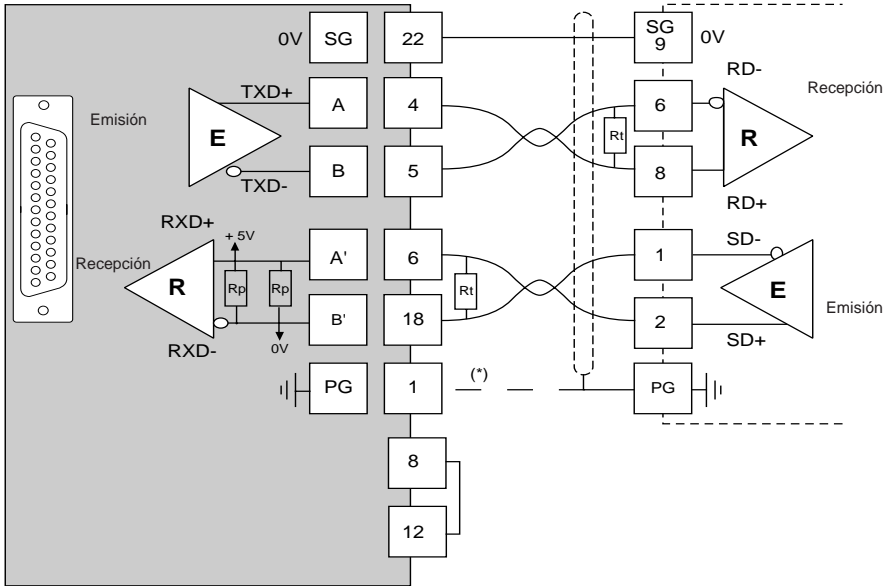 0V SG 22 SG 9 0V
TXD+ A 4 6 RD- Recepción
Emisión E Rt R
TXD- B 5 8 RD+
RXD+ + 5V A' 6 1 SD-
Recepción R Rp Rp Rt E
RXD- 0V B' 18 2 SD+ Emisión
PG 1 (*) PG
8
12